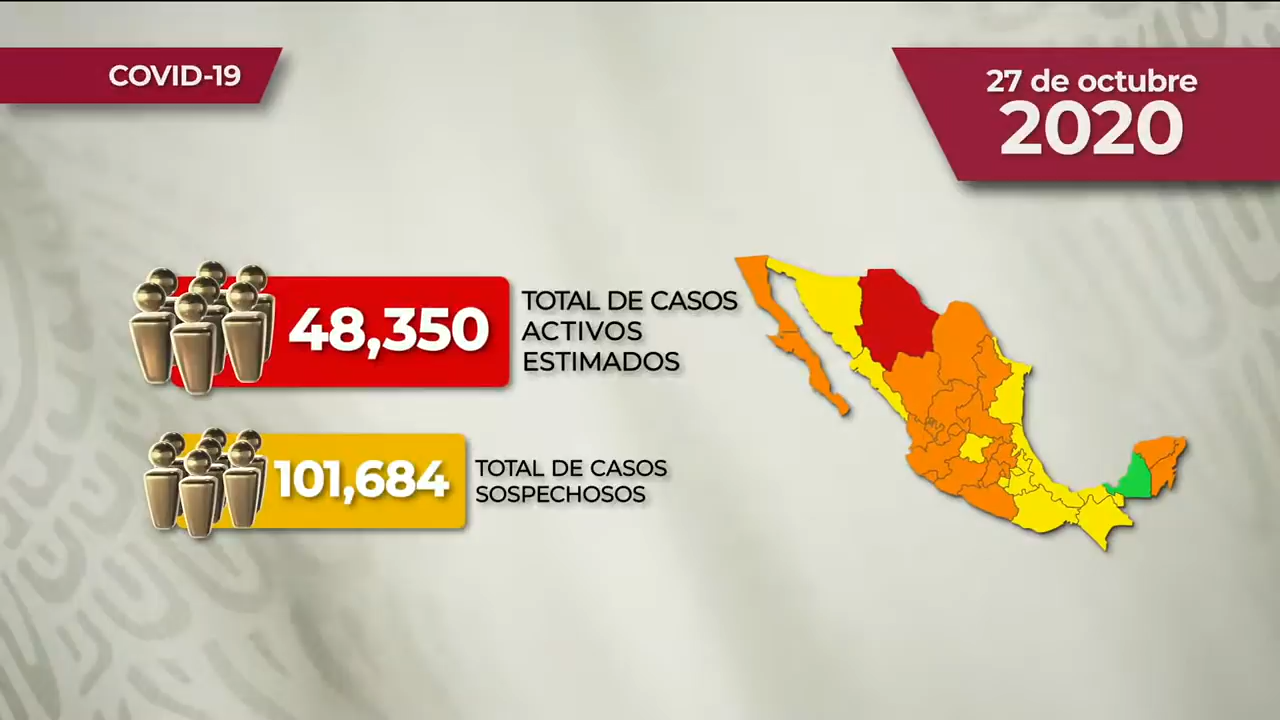 COVID-19
27 de octubre
2020
48,350
TOTAL DE CASOS
ACTIVOS
ESTIMADOS
101,684
TOTAL DE CASOS
SOSPECHOSOS